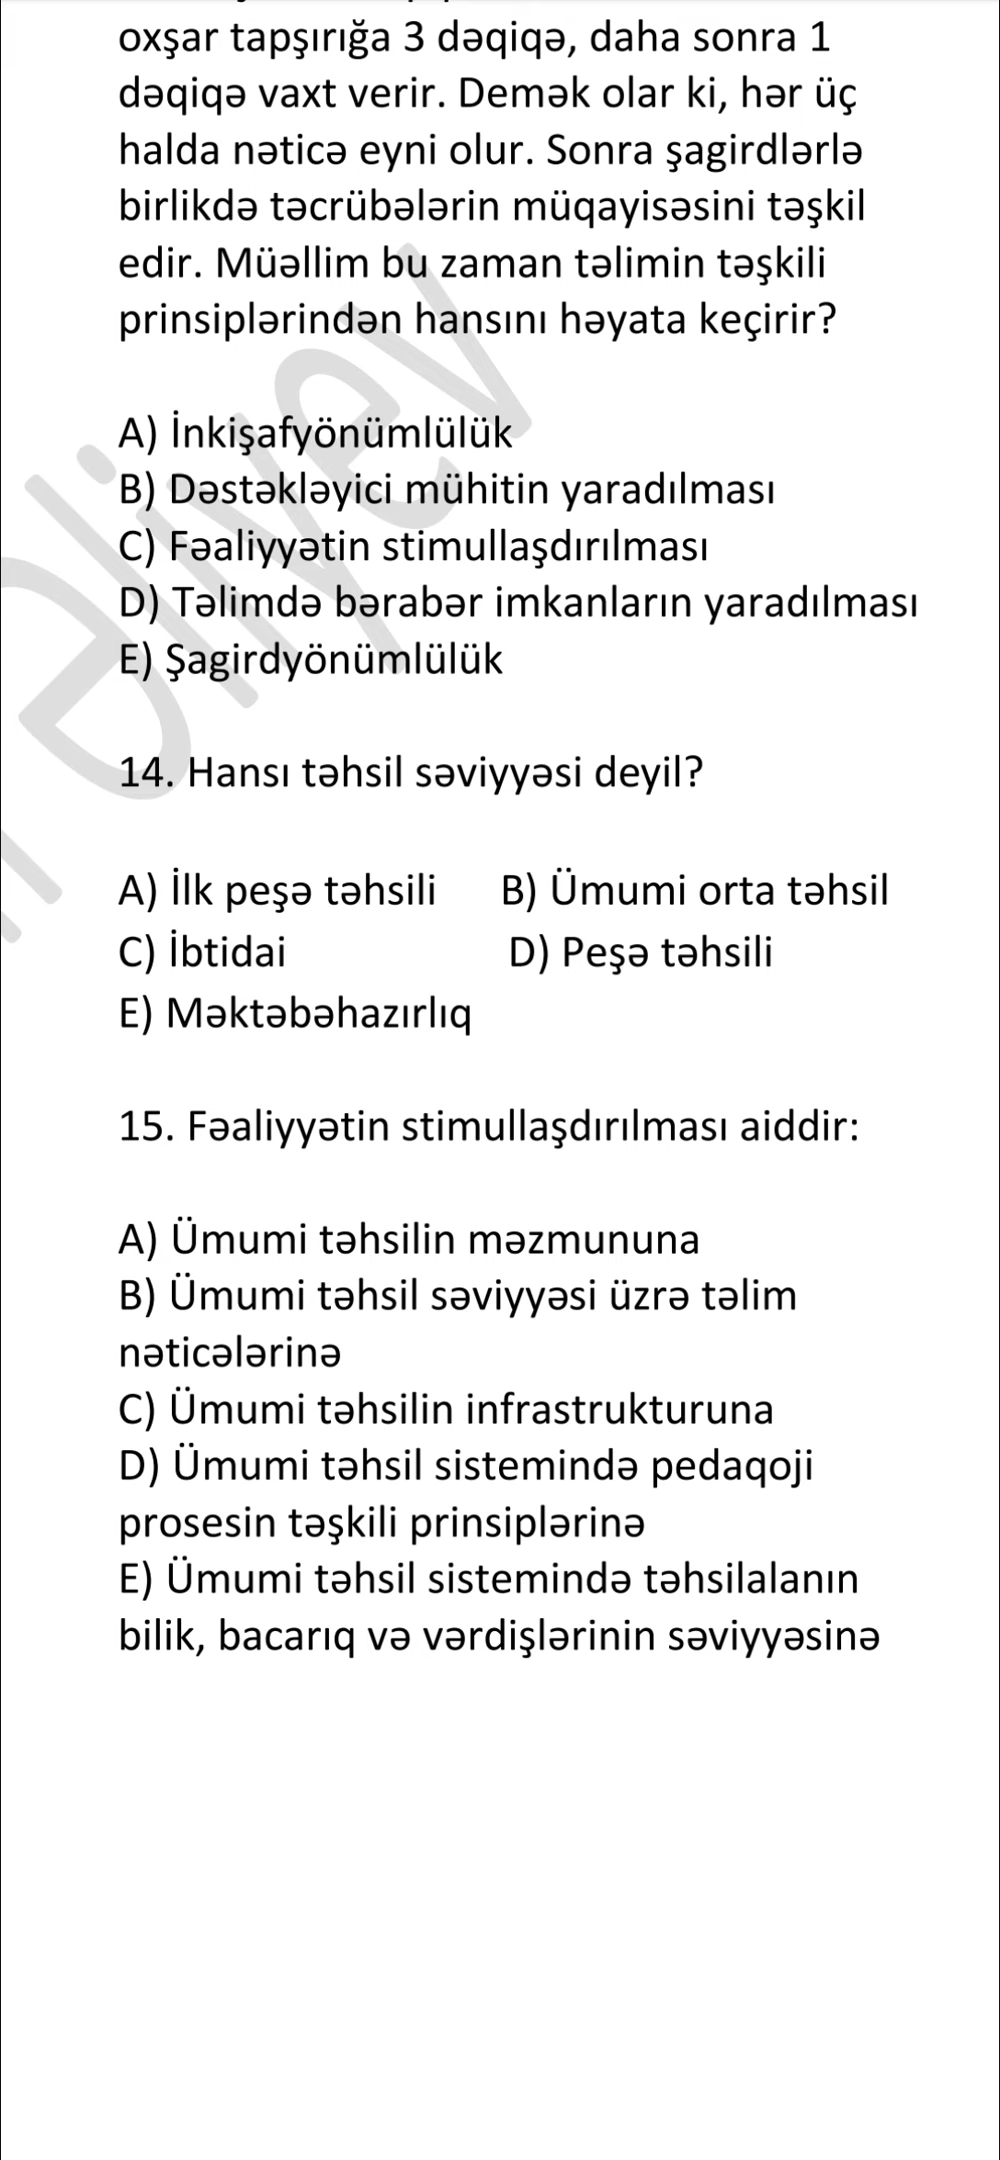 oxşar tapşırığa 3 dəqiqə, daha sonra 1
dəqiqə vaxt verir. Demək olar ki, hər üç
halda nəticə eyni olur. Sonra şagirdlərlə
birlikdə təcrübələrin müqayisəsini təşkil
edir. Müəllim bu zaman təlimin təşkili
prinsiplərindən hansını həyata keçirir?
A) İnkişafyönümlülük
B) Dəstəkləyici mühitin yaradılması
C) Fəaliyyətin stimullaşdırılması
D) Təlimdə bərabər imkanların yaradılması
E) Şagirdyönümlülük
14. Hansı təhsil səviyyəsi deyil?
A) İlk peşə təhsili B) Ümumi orta təhsil
C) İbtidai D) Peşə təhsili
E) Məktəbəhazırlıq
15. Fəaliyyətin stimullaşdırılması aiddir:
A) Ümumi təhsilin məzmununa
B) Ümumi təhsil səviyyəsi üzrə təlim
nəticələrinə
C) Ümumi təhsilin infrastrukturuna
D) Ümumi təhsil sistemində pedaqoji
prosesin təşkili prinsiplərinə
E) Ümumi təhsil sistemində təhsilalanın
bilik, bacarıq və vərdişlərinin səviyyəsinə
Əliyev